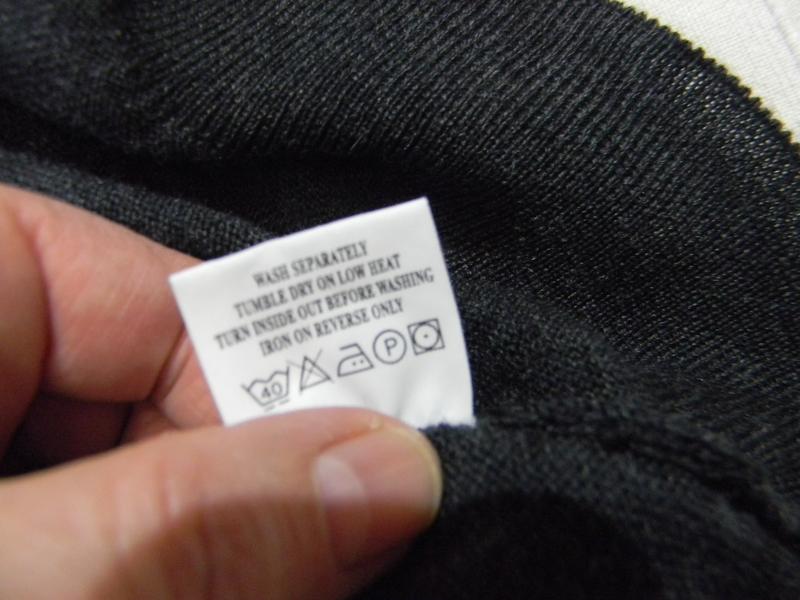 WASH SEPARATELY
TUMBLE DRY ON LOW HEAT
TURN INSIDE OUT BEFORE WASHING
IRON ON REVERSE ONLY
40 P